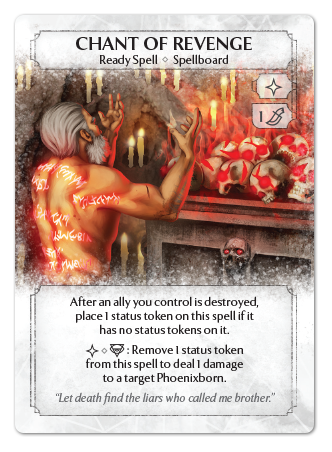 CHANT OF REVENGE
Ready Spell ◇ Spellboard
1
After an ally you control is destroyed,
place 1 status token on this spell if it
has no status tokens on it.
: Remove 1 status token
from this spell to deal 1 damage
to a target Phoenixborn.
"Let death find the liars who called me brother."